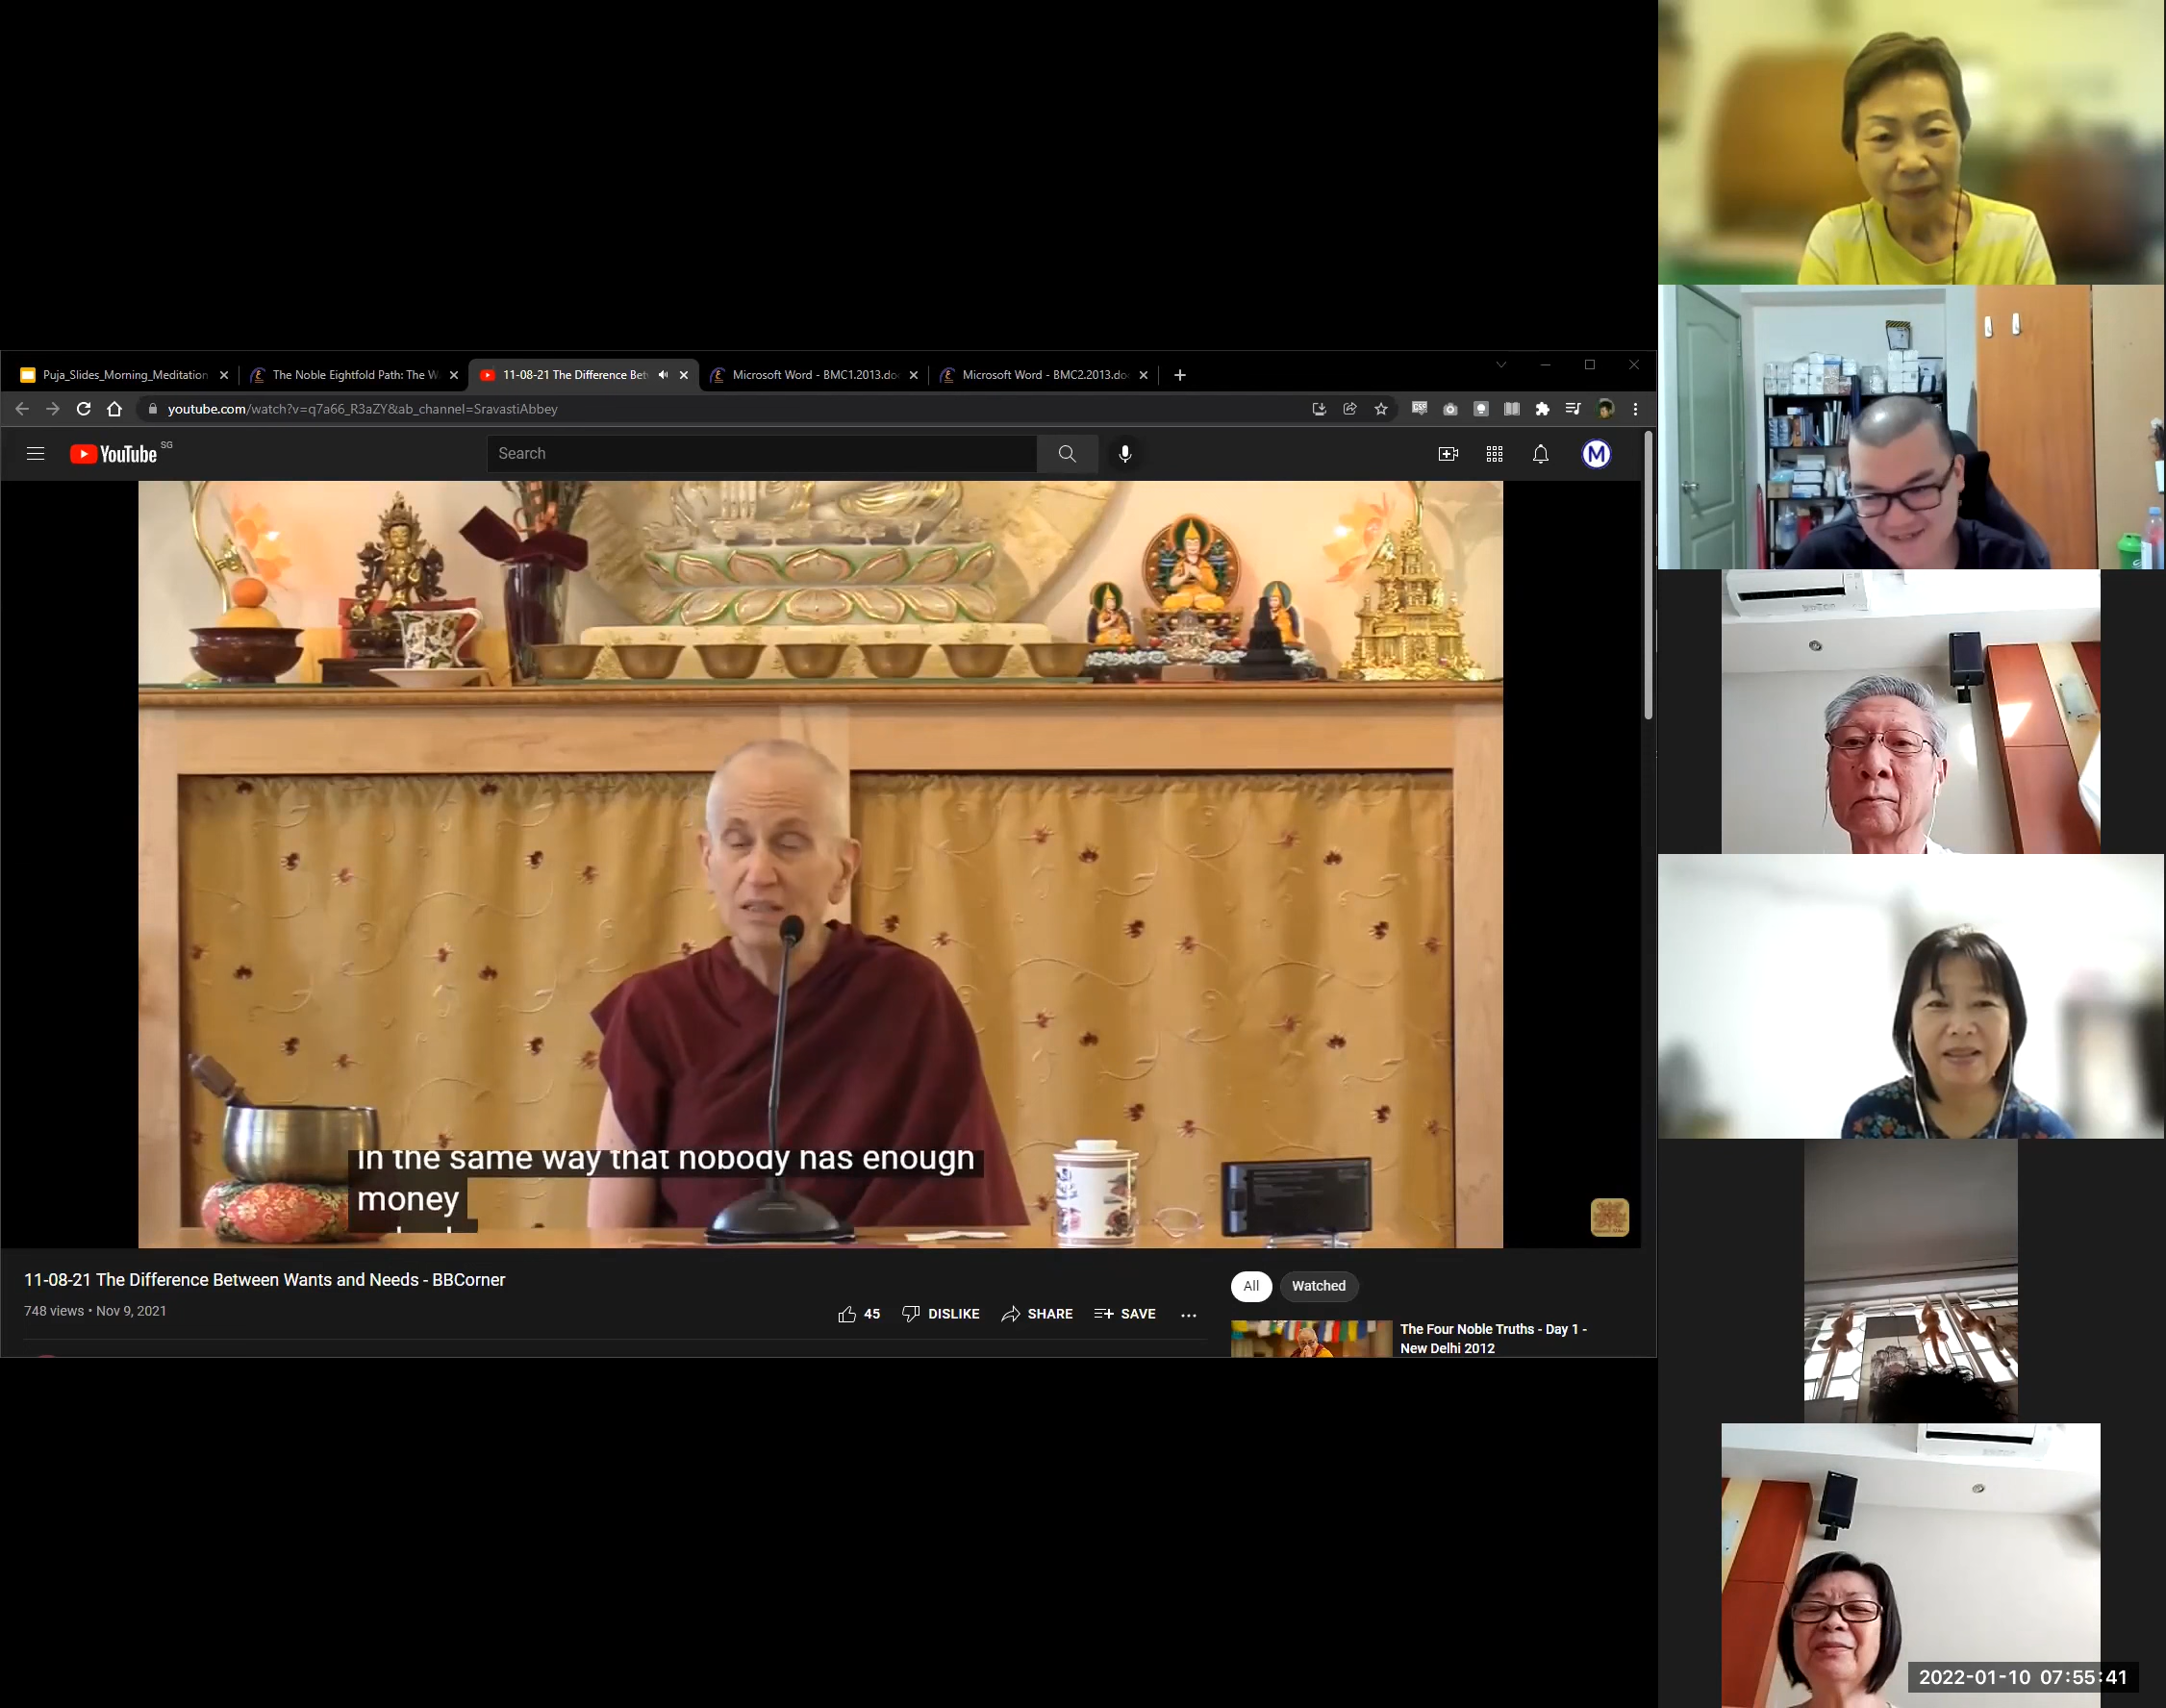 Puja_Slides_Morning_Meditation
The Noble Eightfold Path: The W
11-08-21 The Difference Bet
Microsoft Word - BMC1.2013.do
Microsoft Word - BMC2.2013.do
youtube.com/watch?v=q7a66_R3aZY&ab_channel=SravastiAbbey
YouTube SG
Search
M
in the same way that nobody has enough
money
11-08-21 The Difference Between Wants and Needs - BBCorner
748 views • Nov 9, 2021
45 DISLIKE SHARE SAVE
All Watched
The Four Noble Truths - Day 1 -
New Delhi 2012
2022-01-10 07:55:41